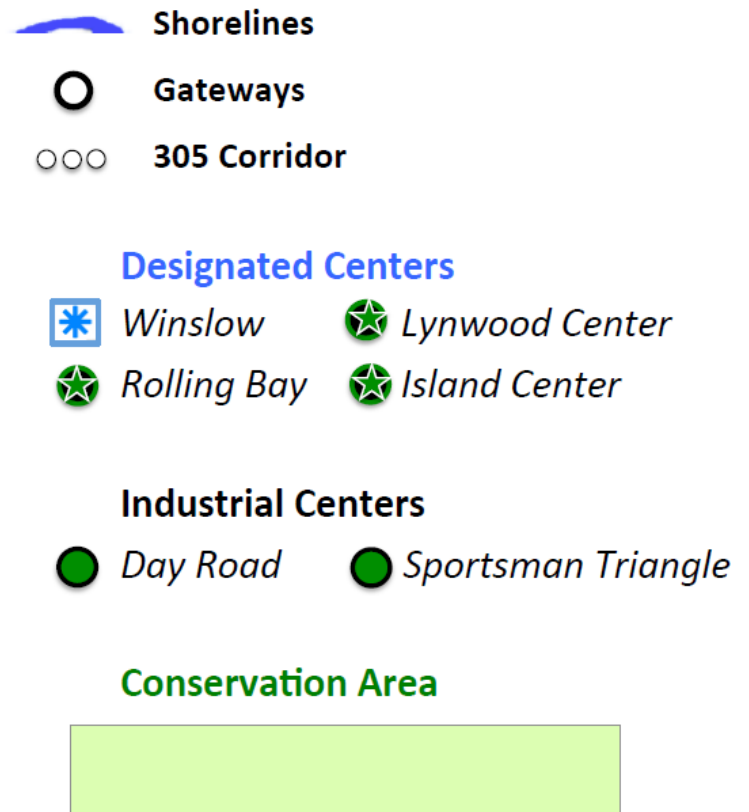 Shorelines
Gateways
305 Corridor
Designated Centers
Winslow Lynwood Center
Rolling Bay Island Center
Industrial Centers
Day Road Sportsman Triangle
Conservation Area